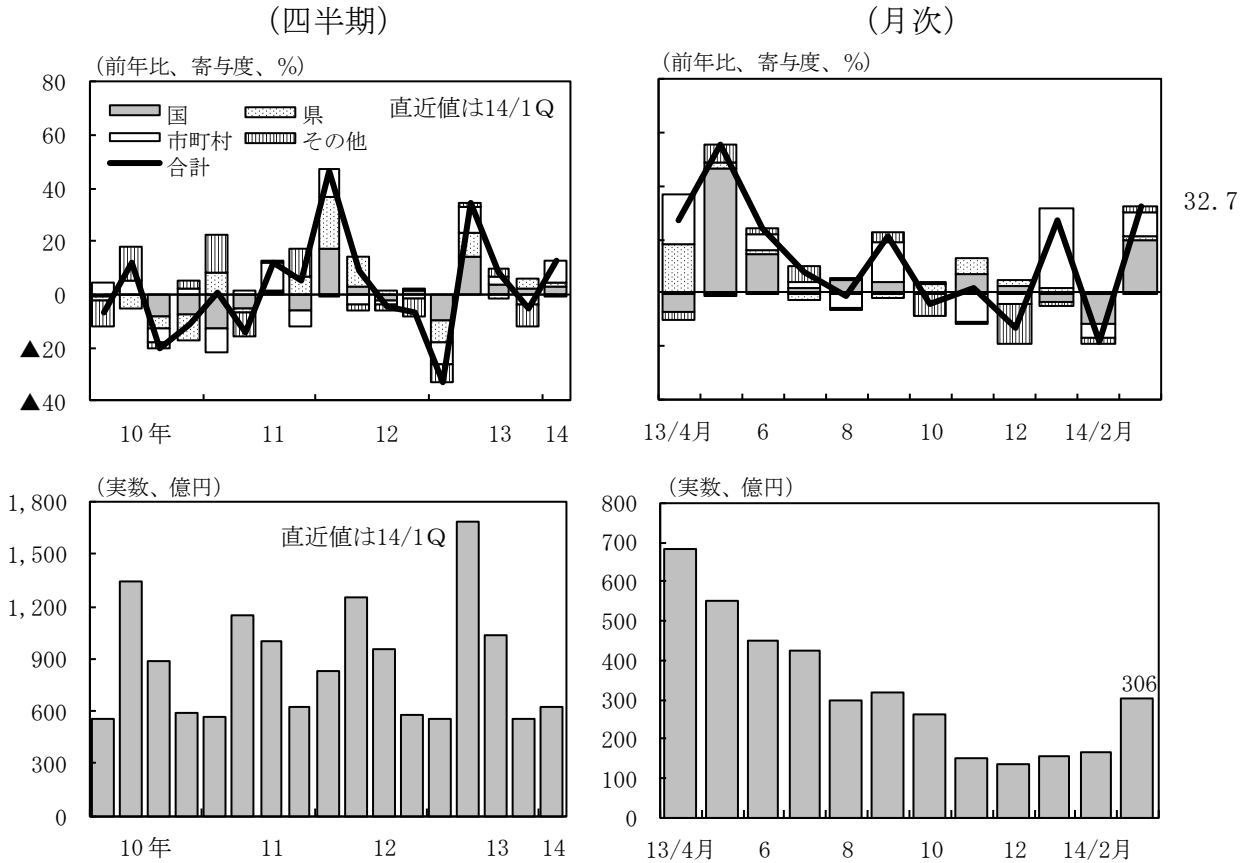 （四半期）
（前年比、寄与度、％）
80
60
40
20
0
▲20
▲40
国
県
市町村
その他
合計
直近値は14/1Q
10年 11 12 13 14
（月次）
（前年比、寄与度、％）
32.7
13/4月 6 8 10 12 14/2月
（実数、億円）
1,800
1,500
1,200
900
600
300
0
直近値は14/1Q
10年 11 12 13 14
（実数、億円）
800
700
600
500
400
300
200
100
0
306
13/4月 6 8 10 12 14/2月